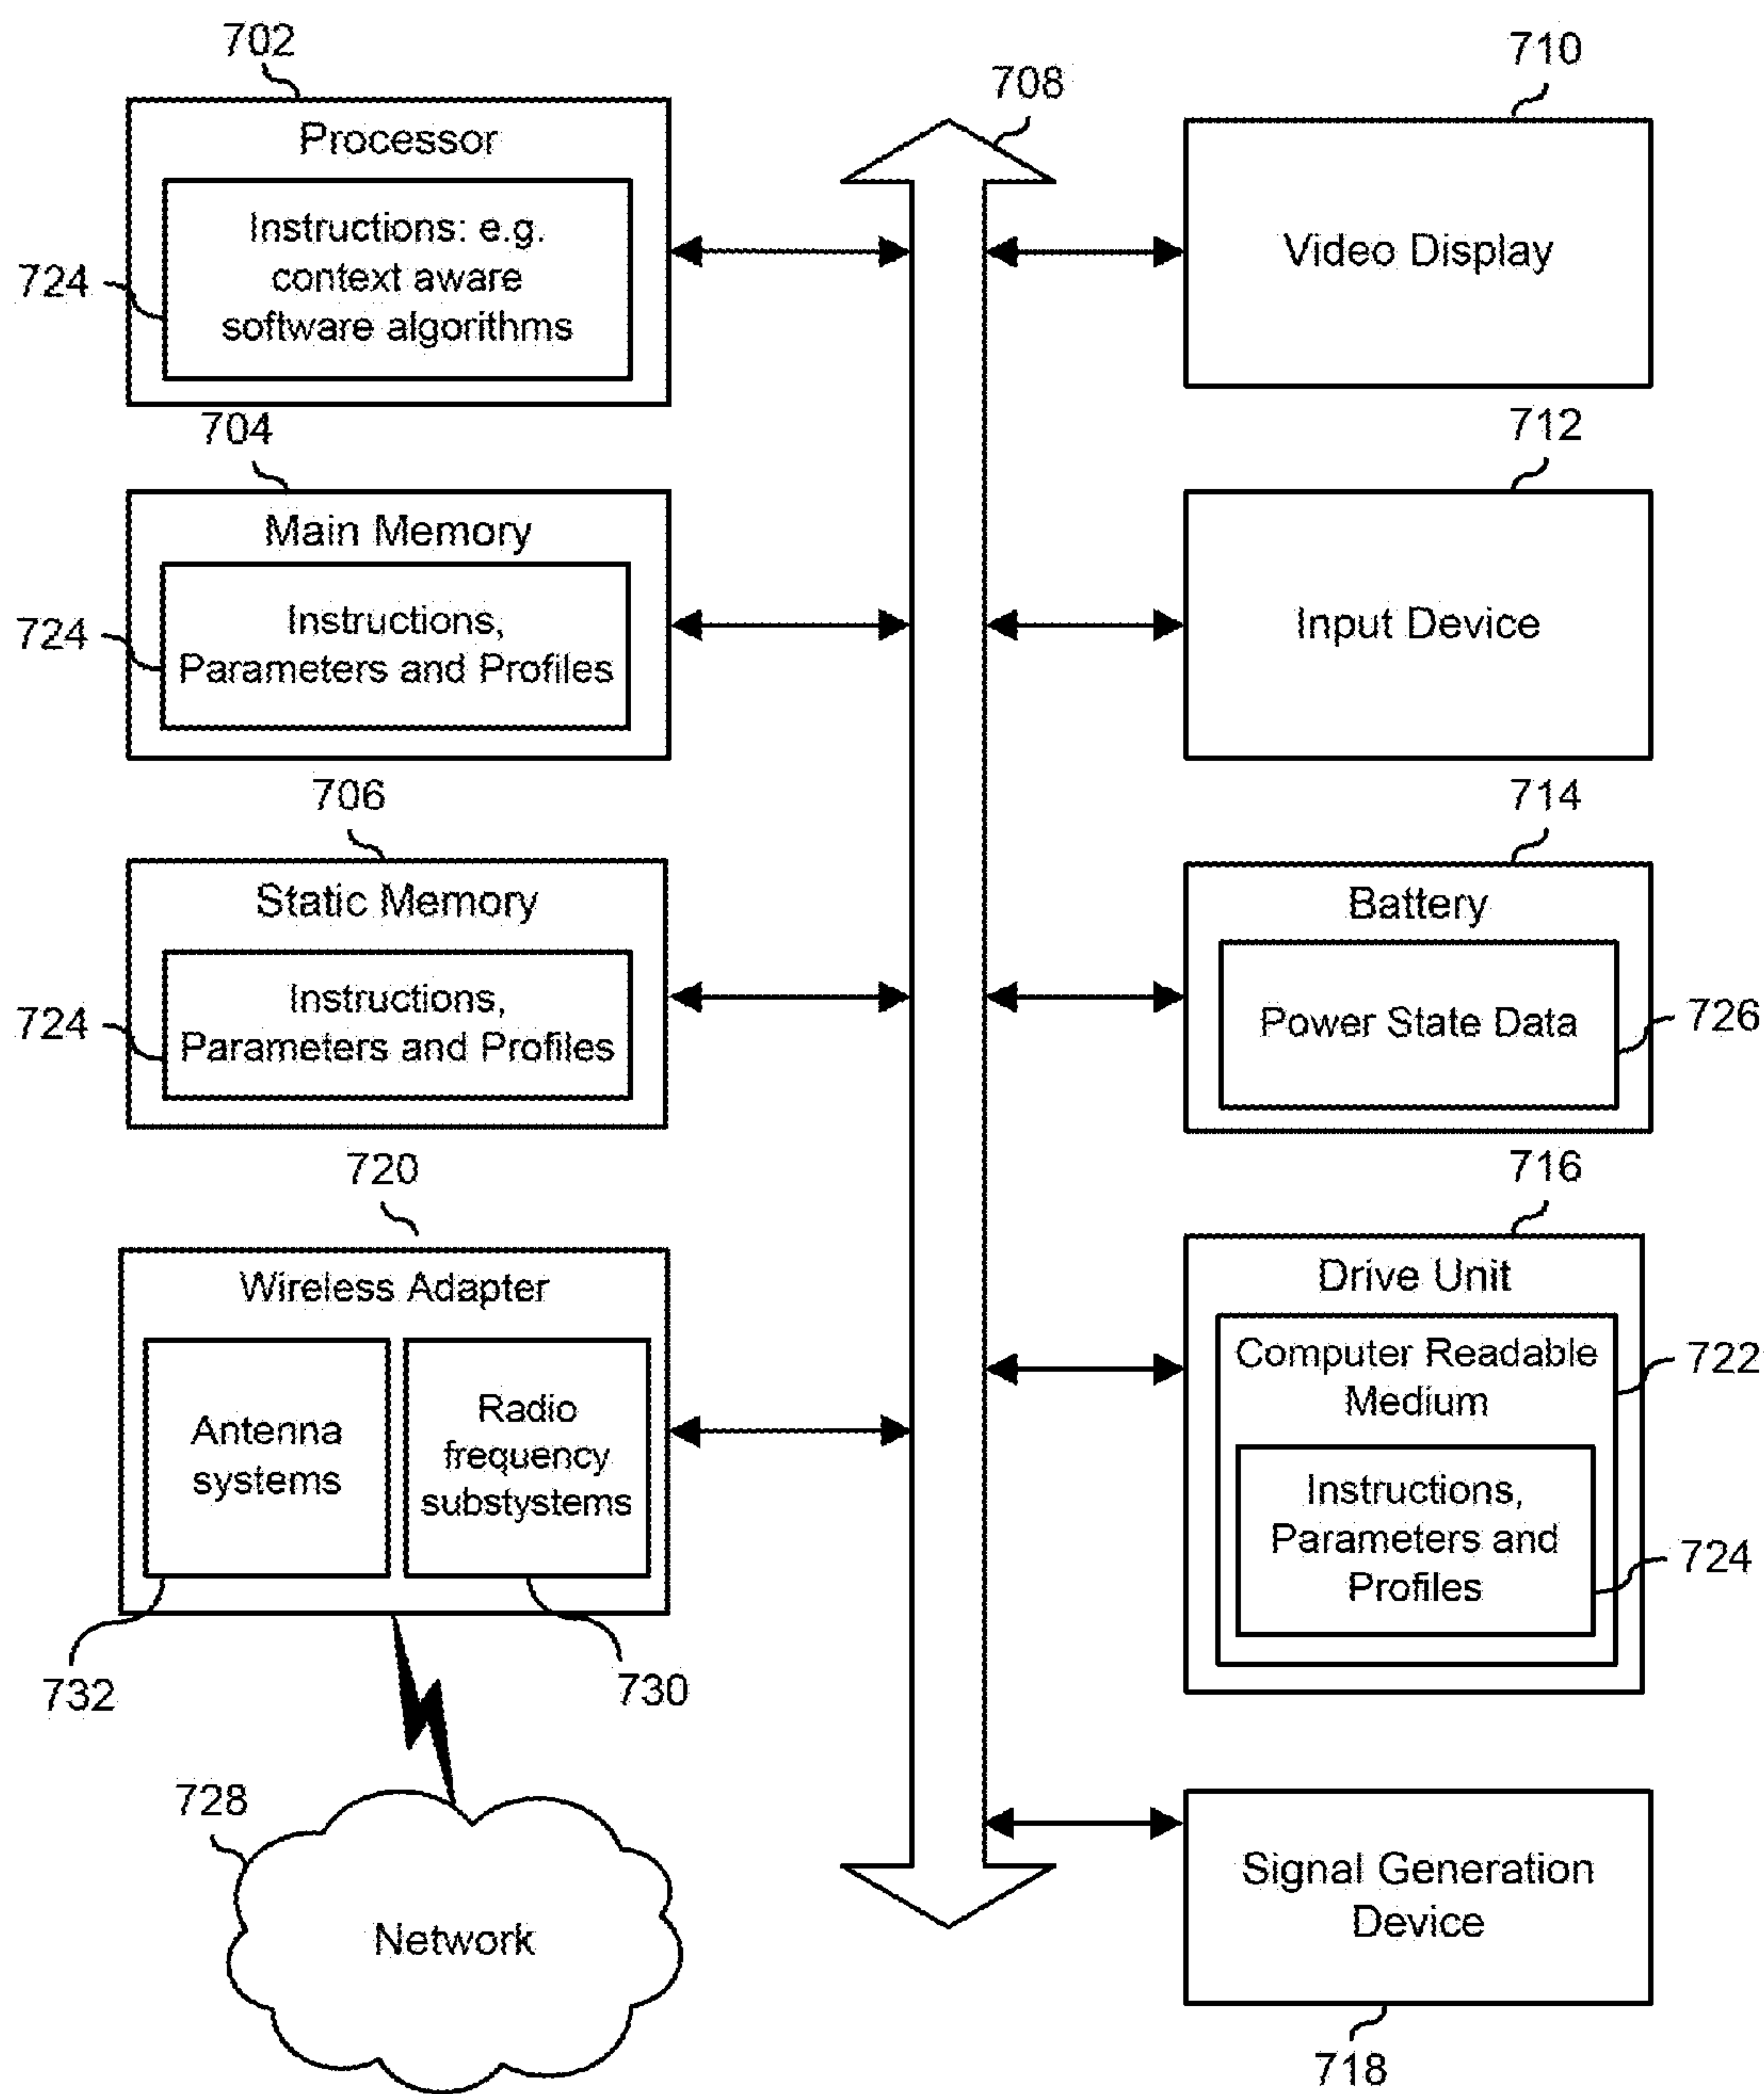 702
Processor
724
Instructions: e.g.
context aware
software algorithms
704
Main Memory
724
Instructions,
Parameters and Profiles
706
Static Memory
724
Instructions,
Parameters and Profiles
720
Wireless Adapter
Antenna
systems
Radio
frequency
substystems
732
730
728
Network
708
710
Video Display
712
Input Device
714
Battery
Power State Data
726
716
Drive Unit
Computer Readable
Medium
722
Instructions,
Parameters and
Profiles
724
Signal Generation
Device
718